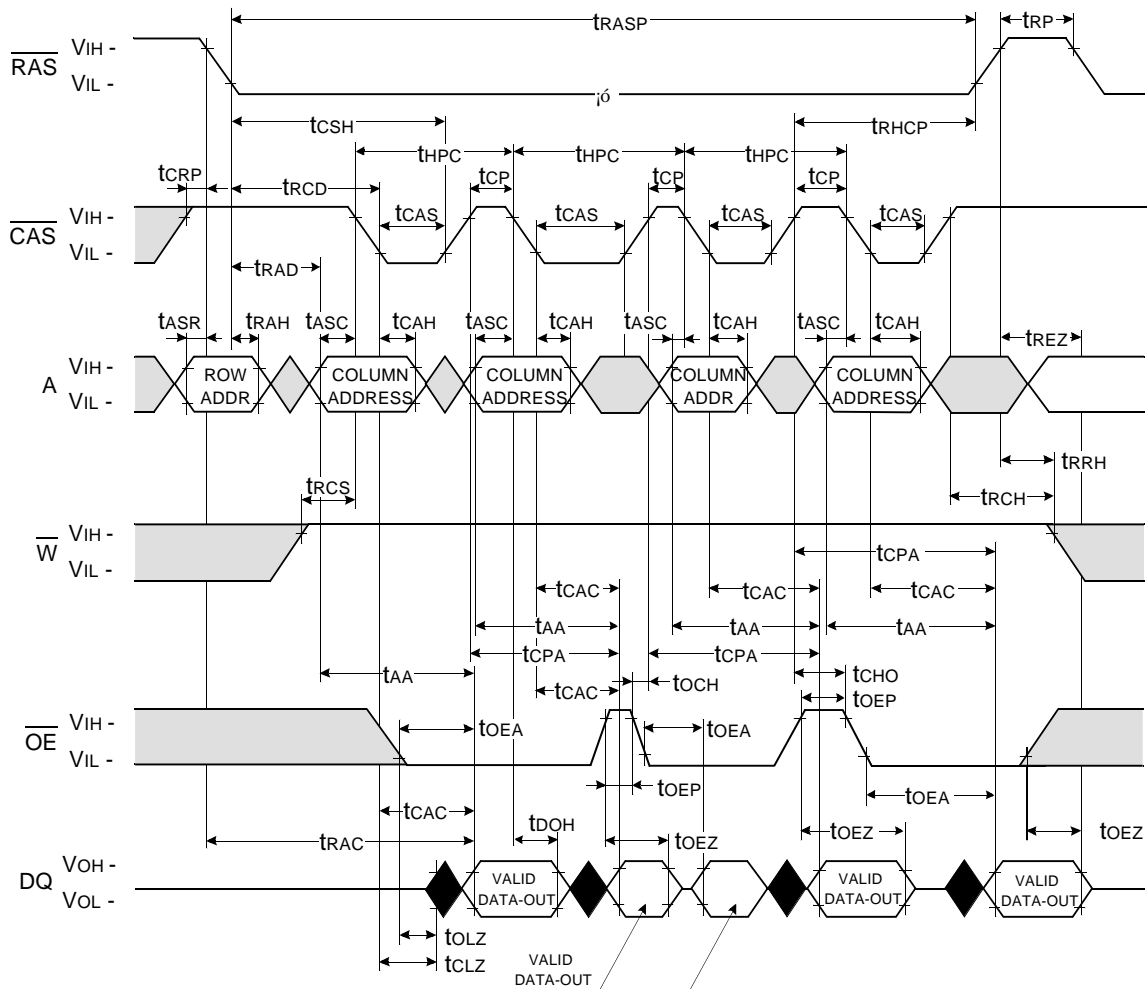 tRASP
tRP
RAS
VIH -
VIL -
¡ó
tCSH
tRHCP
tHPC
tHPC
tHPC
tCRP
tRCD
tCP
tCP
tCP
CAS
VIH -
VIL -
tCAS
tCAS
tCAS
tCAS
tRAD
tASR
tRAH
tASC
tCAH
tASC
tCAH
tASC
tCAH
tASC
tCAH
tREZ
A
VIH -
VIL -
ROW
ADDR
COLUMN
ADDRESS
COLUMN
ADDRESS
COLUMN
ADDR
COLUMN
ADDRESS
tRRH
tRCS
tRCH
W
VIH -
VIL -
tCPA
tCAC
tCAC
tCAC
tAA
tAA
tAA
tCPA
tCPA
tAA
tCHO
tCAC
tOCH
tOEP
OE
VIH -
VIL -
tOEA
tOEA
tOEP
tOEA
tCAC
tDOH
tOEZ
tOEZ
tOEZ
tRAC
DQ
VOH -
VOL -
VALID
DATA-OUT
VALID
DATA-OUT
VALID
DATA-OUT
tOLZ
tCLZ
VALID
DATA-OUT